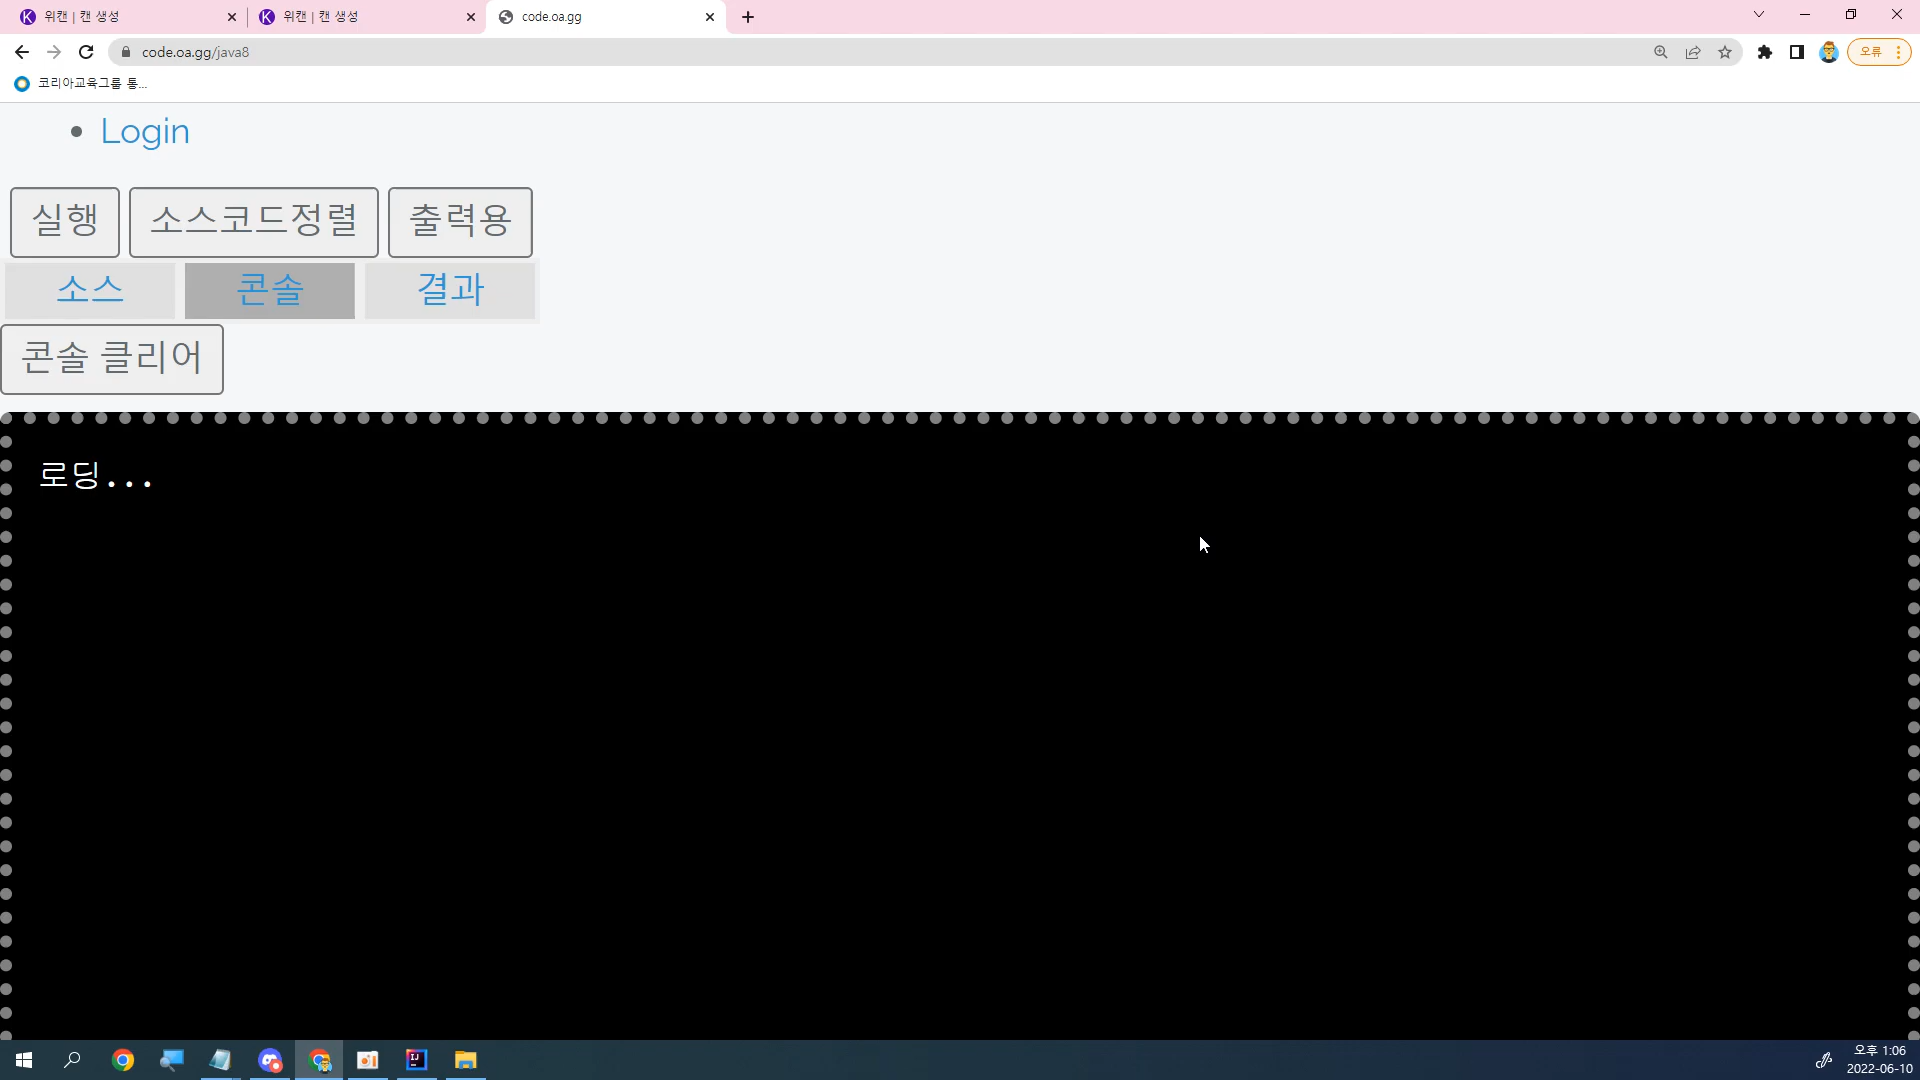 위캔 | 캔 생성
위캔 | 캔 생성
code.oa.gg
code.oa.gg/java8
오류
코리아교육그룹 통...
Login
실행
소스코드정렬
출력용
소스
콘솔
결과
콘솔 클리어
로딩...
오후 1:06
2022-06-10